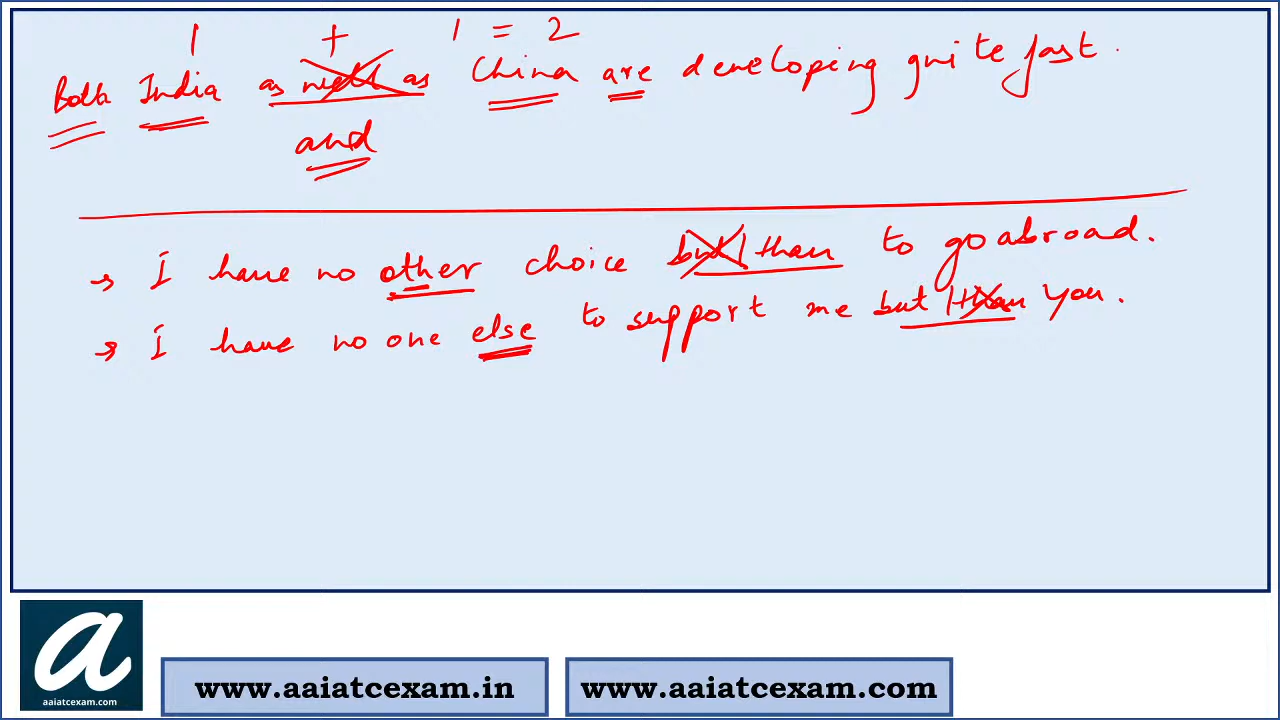 1 + 1 = 2
Both India as well as China are developing quite fast.
and
→ I have no other choice but / than to go abroad.
→ I have no one else to support me but / than you.
a
aaiatcexam.com
www.aaiatcexam.in
www.aaiatcexam.com